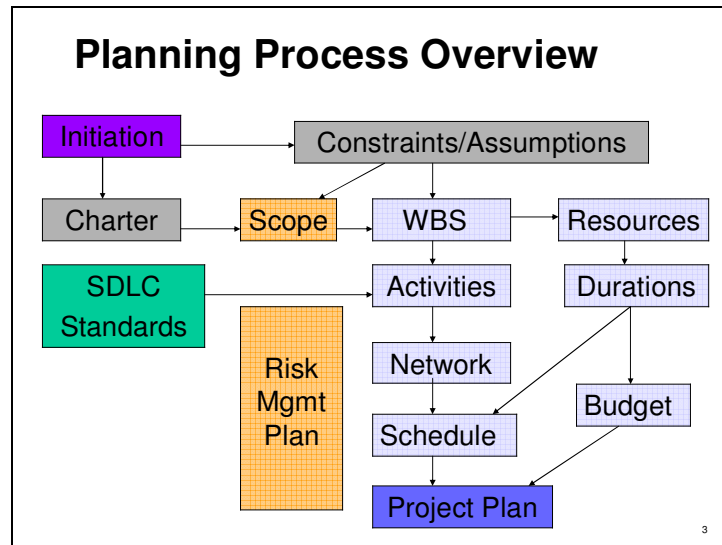 Planning Process Overview
Initiation
Constraints/Assumptions
Charter
Scope
WBS
Resources
SDLC
Standards
Activities
Durations
Risk
Mgmt
Plan
Network
Budget
Schedule
Project Plan
3